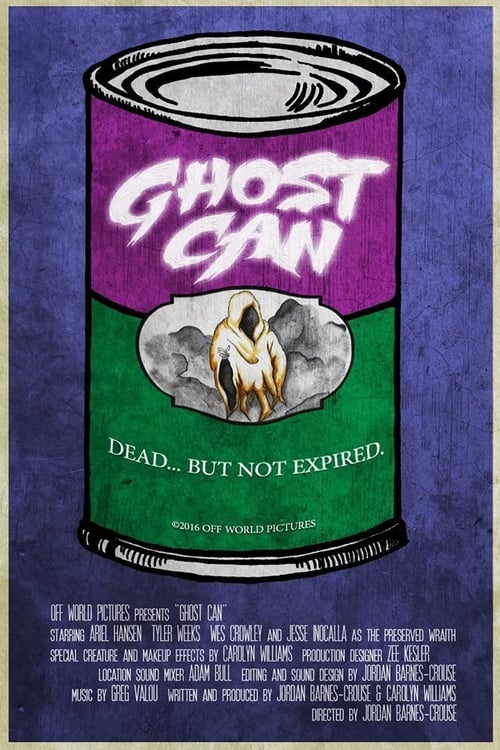 GHOST
CAN
DEAD... BUT NOT EXPIRED.
©2016 OFF WORLD PICTURES
OFF WORLD PICTURES PRESENTS "GHOST CAN"
STARRING ARIEL HANSEN TYLER WEEKS WES CROWLEY AND JESSE INOCALLA AS THE PRESERVED WRAITH
SPECIAL CREATURE AND MAKEUP EFFECTS BY CAROLYN WILLIAMS PRODUCTION DESIGNER ZEE KESLER
LOCATION SOUND MIXER ADAM BULL EDITING AND SOUND DESIGN BY JORDAN BARNES-CROUSE
MUSIC BY GREG VALOU WRITTEN AND PRODUCED BY JORDAN BARNES-CROUSE & CAROLYN WILLIAMS
DIRECTED BY JORDAN BARNES-CROUSE